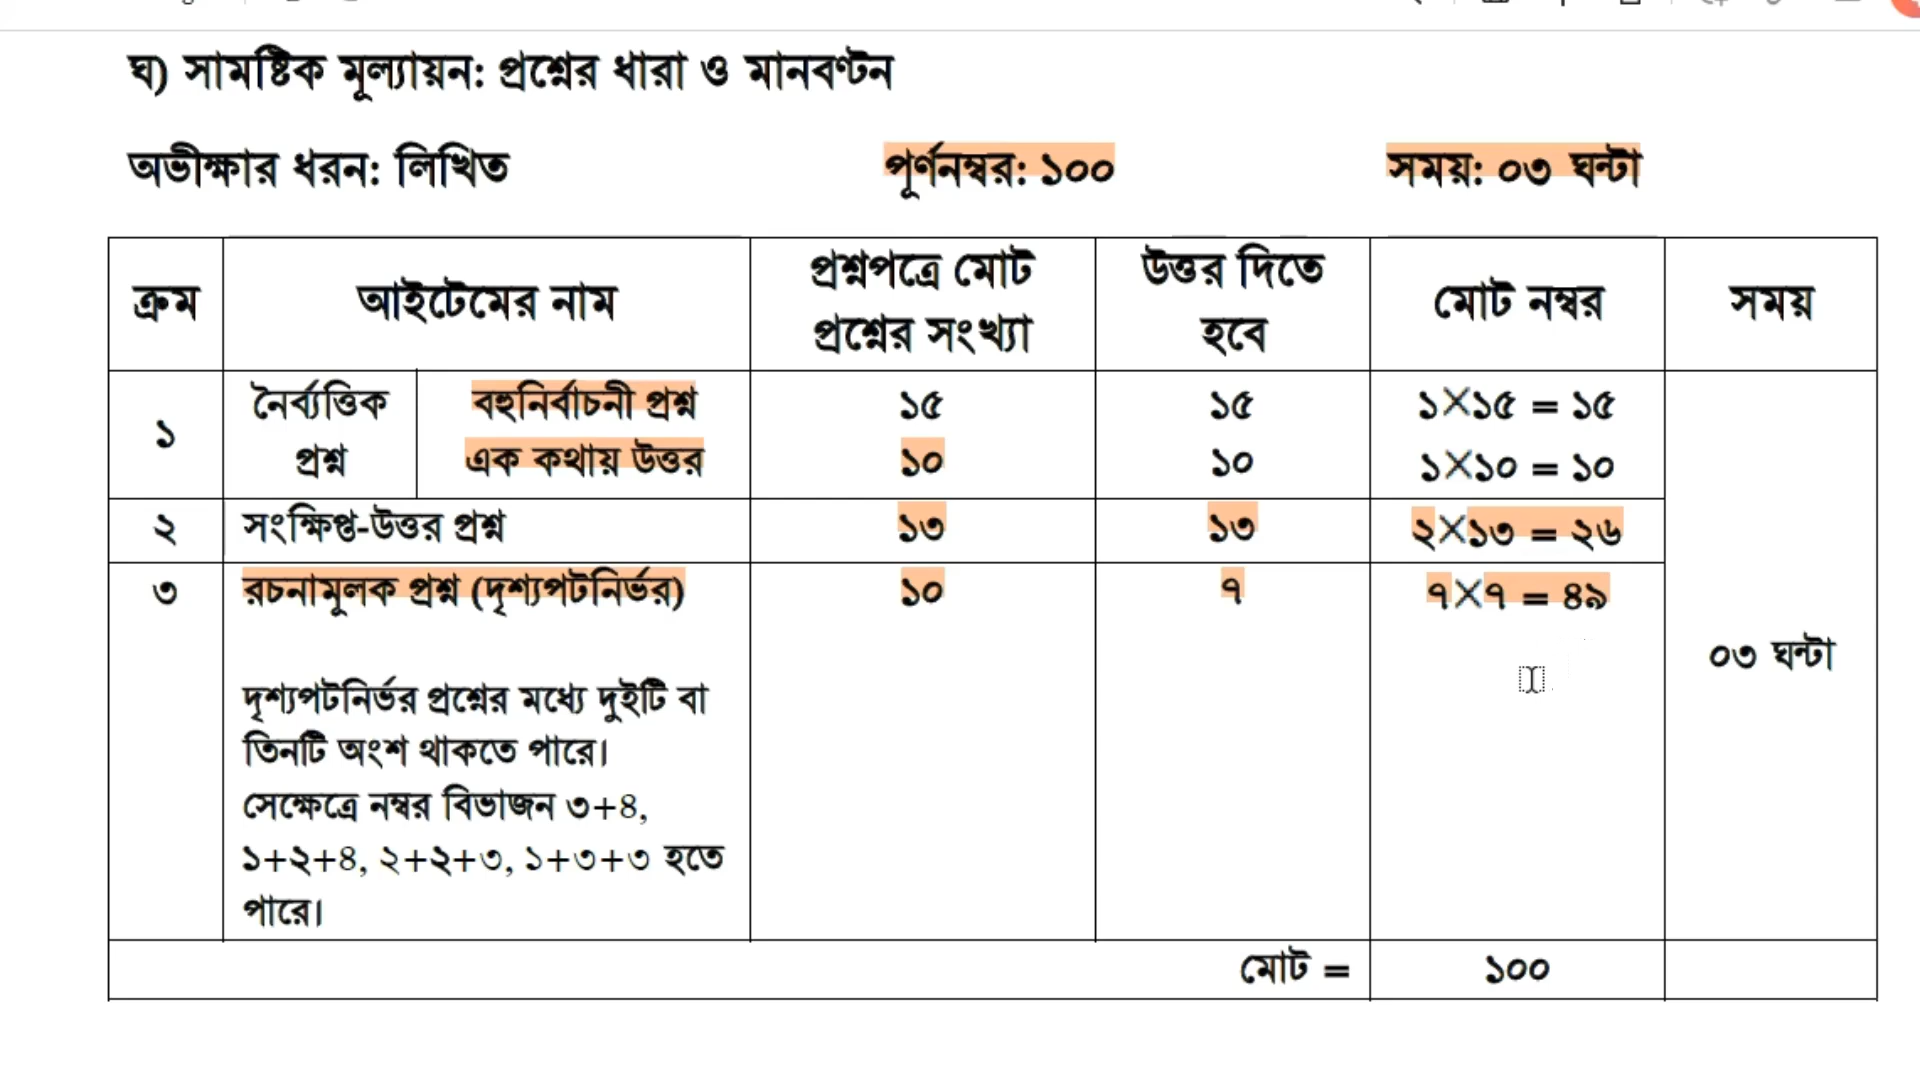 ঘ) সামষ্টিক মূল্যায়ন: প্রশ্নের ধারা ও মানবণ্টন
অভীক্ষার ধরন: লিখিত পূর্ণনম্বর: ১০০ সময়: ০৩ ঘন্টা
ক্রম আইটেমের নাম প্রশ্নপত্রে মোট প্রশ্নের সংখ্যা উত্তর দিতে হবে মোট নম্বর সময়
১ নৈর্ব্যত্তিক প্রশ্ন বহুনির্বাচনী প্রশ্ন ১৫ ১৫ ১×১৫ = ১৫
এক কথায় উত্তর ১০ ১০ ১×১০ = ১০
২ সংক্ষিপ্ত-উত্তর প্রশ্ন ১৩ ১৩ ২×১৩ = ২৬
৩ রচনামূলক প্রশ্ন (দৃশ্যপটনির্ভর) ১০ ৭ ৭×৭ = ৪৯
০৩ ঘন্টা
দৃশ্যপটনির্ভর প্রশ্নের মধ্যে দুইটি বা
তিনটি অংশ থাকতে পারে।
সেক্ষেত্রে নম্বর বিভাজন ৩+৪,
১+২+৪, ২+২+৩, ১+৩+৩ হতে
পারে।
মোট = ১০০